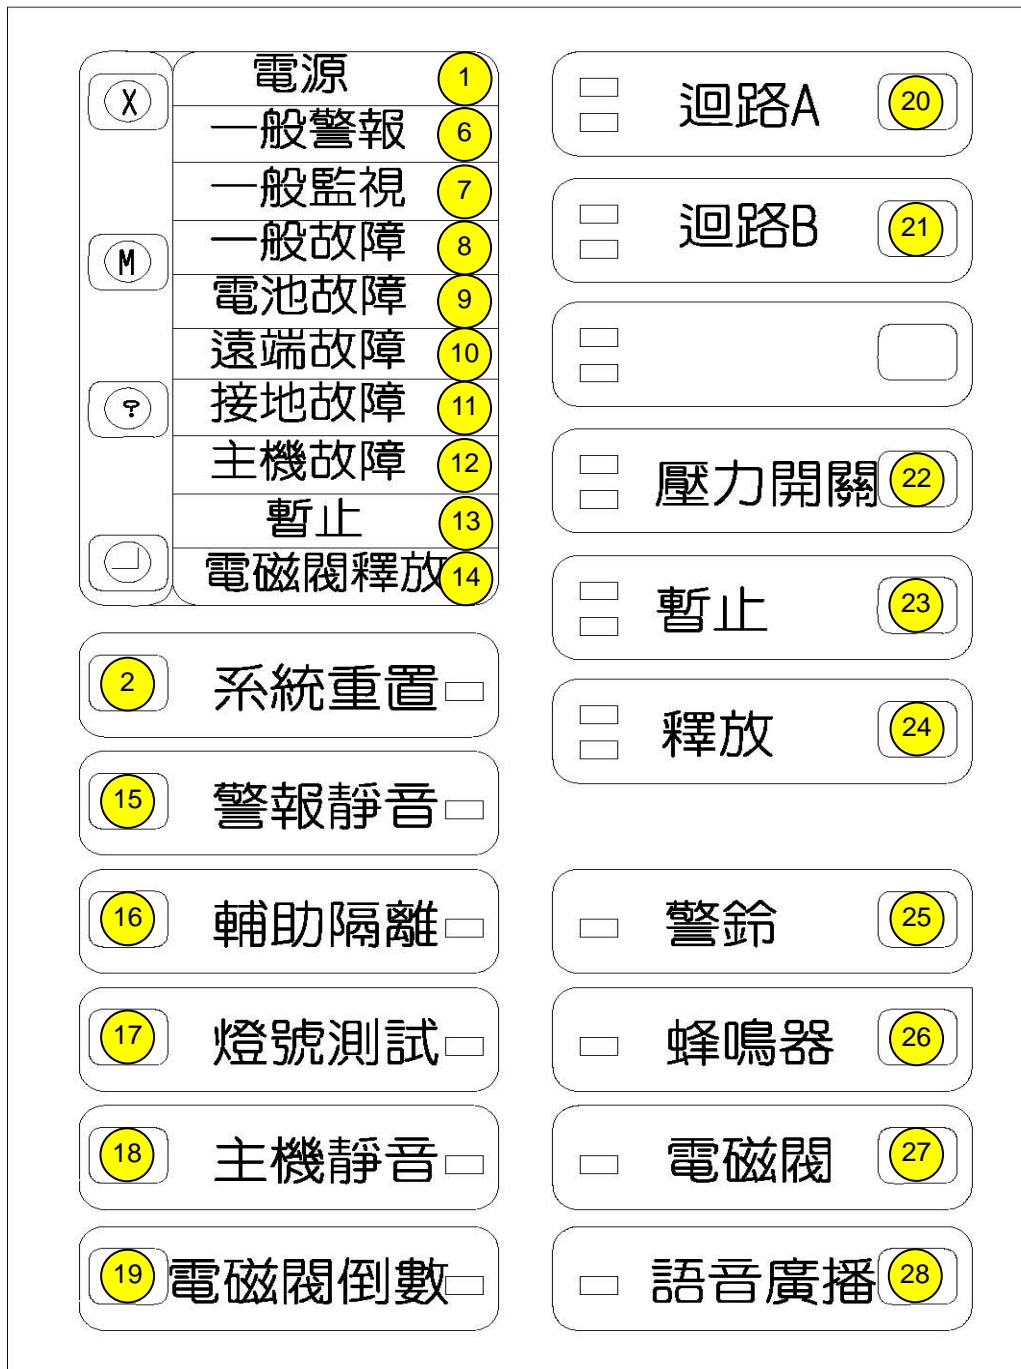 X
M
?
電源 1
一般警報 6
一般監視 7
一般故障 8
電池故障 9
遠端故障 10
接地故障 11
主機故障 12
暫止 13
電磁閥釋放 14
2 系統重置
15 警報靜音
16 輔助隔離
17 燈號測試
18 主機靜音
19 電磁閥倒數
迴路A 20
迴路B 21
壓力開關 22
暫止 23
釋放 24
警鈴 25
蜂鳴器 26
電磁閥 27
語音廣播 28